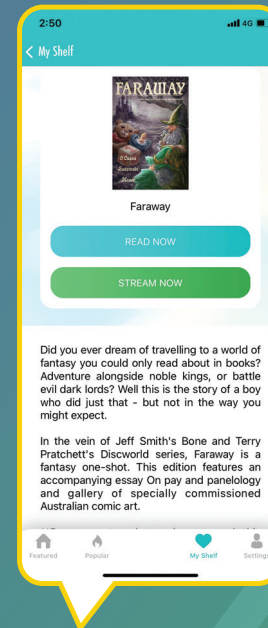 2:50
4G
My Shelf
FARAWAY
Faraway
READ NOW
STREAM NOW
Did you ever dream of travelling to a world of
fantasy you could only read about in books?
Adventure alongside noble kings, or battle
evil dark lords? Well this is the story of a boy
who did just that - but not in the way you
might expect.
In the vein of Jeff Smith's Bone and Terry
Pratchett's Discworld series, Faraway is a
fantasy one-shot. This edition features an
accompanying essay On pay and panelology
and gallery of specially commissioned
Australian comic art.
Featured
Popular
My Shelf
Settings